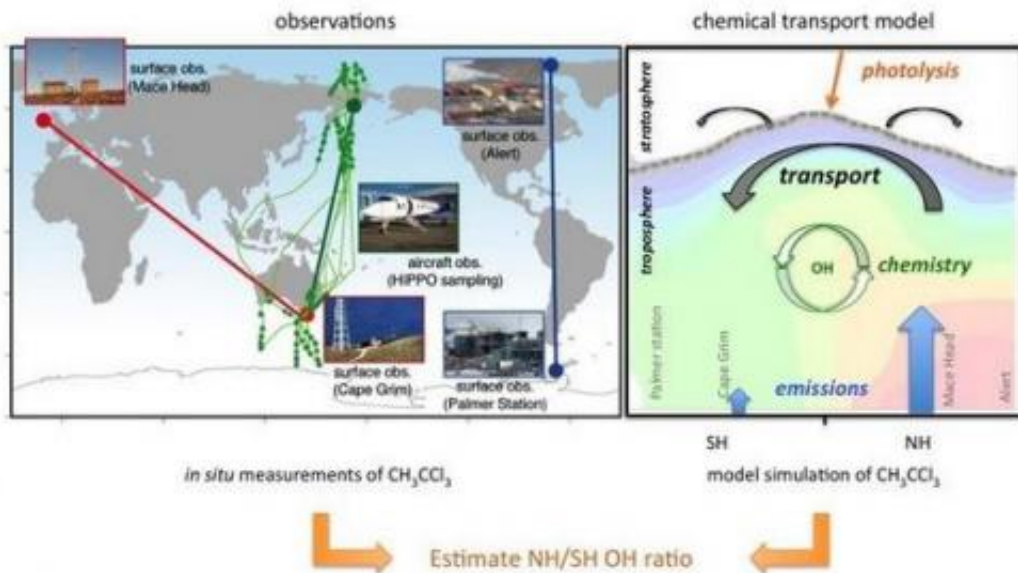 observations
chemical transport model
surface obs.
(Mace Head)
surface obs.
(Alert)
aircraft obs.
(HIPPO sampling)
surface obs.
(Cape Grim)
surface obs.
(Palmer Station)
stratosphere
photolysis
troposphere
transport
OH
chemistry
Palmer station
Cape Grim
emissions
Mace Head
Alert
SH
NH
in situ measurements of CH₃CCl₃
model simulation of CH₃CCl₃
Estimate NH/SH OH ratio